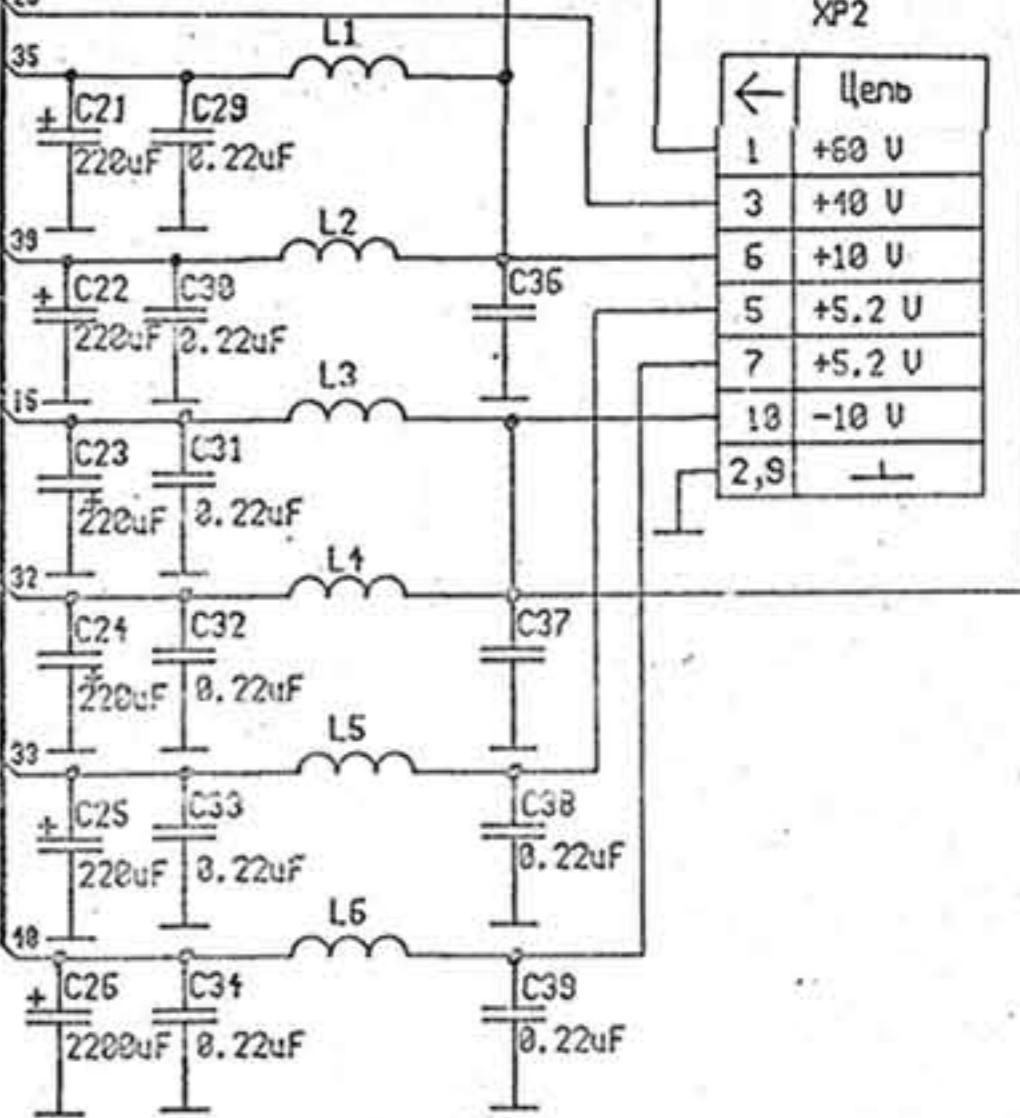 XP2
35
L1
← Цепь
C21 C29
220uF 0.22uF
1 +60 V
3 +40 V
39
L2
6 +10 V
C22 C30 C36
220uF 0.22uF
5 +5.2 V
7 +5.2 V
15
L3
10 -10 V
C23 C31
220uF 0.22uF
2,9 ⊥
32
L4
C24 C32 C37
220uF 0.22uF
33
L5
C25 C33 C38
220uF 0.22uF 0.22uF
40
L6
C26 C34 C39
2200uF 0.22uF 0.22uF